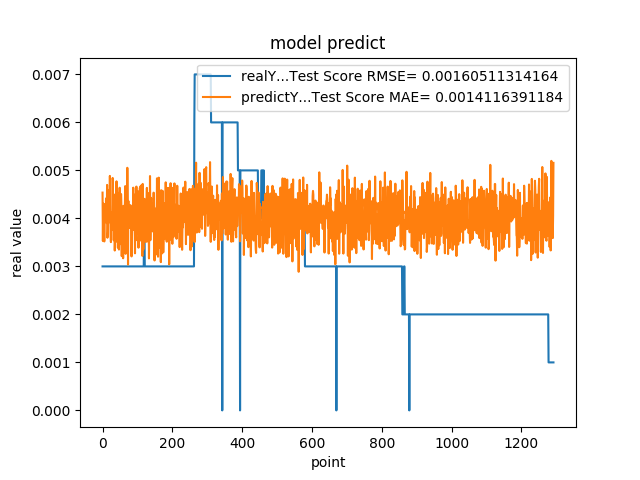 model predict
realY...Test Score RMSE= 0.00160511314164
predictY...Test Score MAE= 0.0014116391184
0.007
0.006
0.005
0.004
0.003
0.002
0.001
0.000
real value
0 200 400 600 800 1000 1200
point